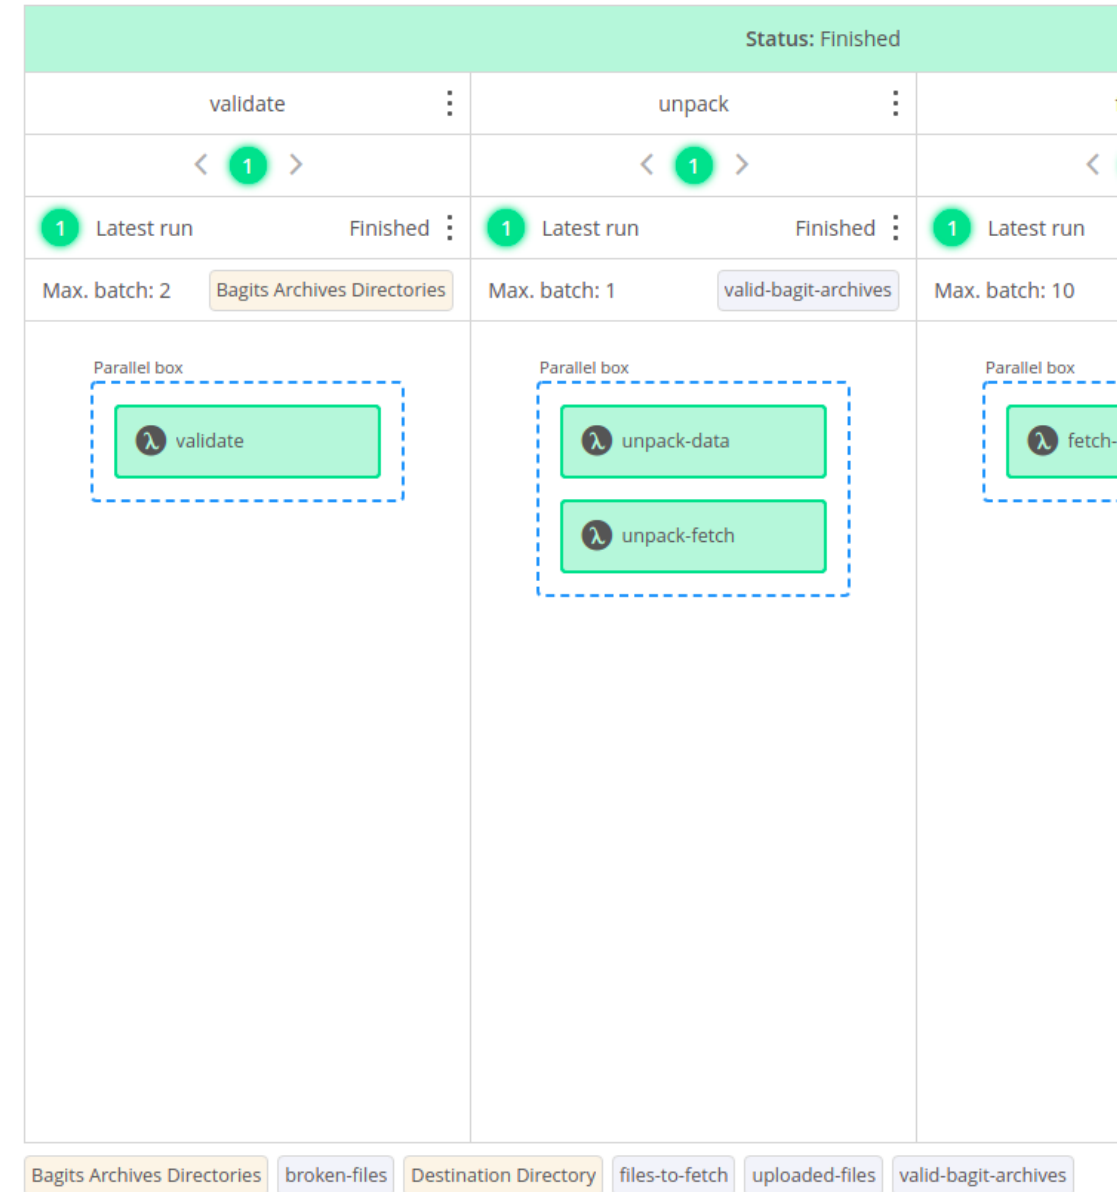 Status: Finished
validate
unpack
1
1
1 Latest run Finished
1 Latest run Finished
1 Latest run
Max. batch: 2 Bagits Archives Directories
Max. batch: 1 valid-bagit-archives
Max. batch: 10
Parallel box
Parallel box
Parallel box
λ validate
λ unpack-data
λ fetch-
λ unpack-fetch
Bagits Archives Directories broken-files Destination Directory files-to-fetch uploaded-files valid-bagit-archives